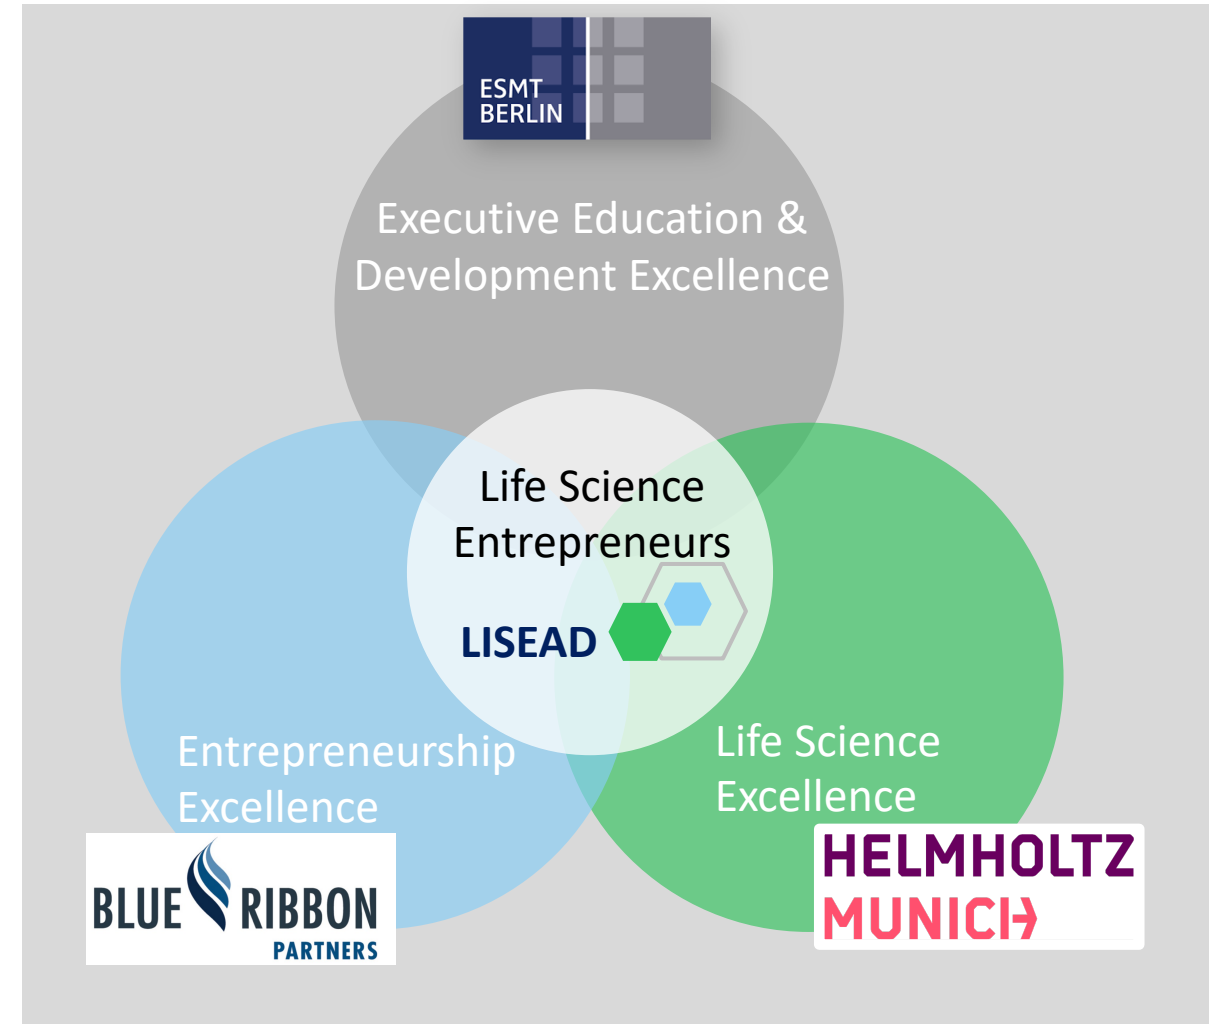 ESMT
BERLIN
Executive Education &
Development Excellence
Life Science
Entrepreneurs
LISEAD
Entrepreneurship
Excellence
Life Science
Excellence
BLUE RIBBON
PARTNERS
HELMHOLTZ
MUNICH